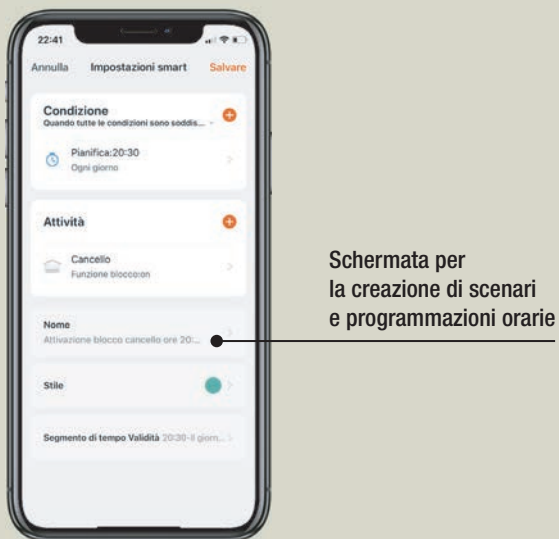 22:41
Annulla Impostazioni smart Salvare
Condizione
Quando tutte le condizioni sono soddis...
Pianifica:20:30
Ogni giorno
Attività
Cancello
Funzione blocco:on
Nome
Attivazione blocco cancello ore 20:...
Stile
Segmento di tempo Validità 20:30-Il giorn...
Schermata per
la creazione di scenari
e programmazioni orarie